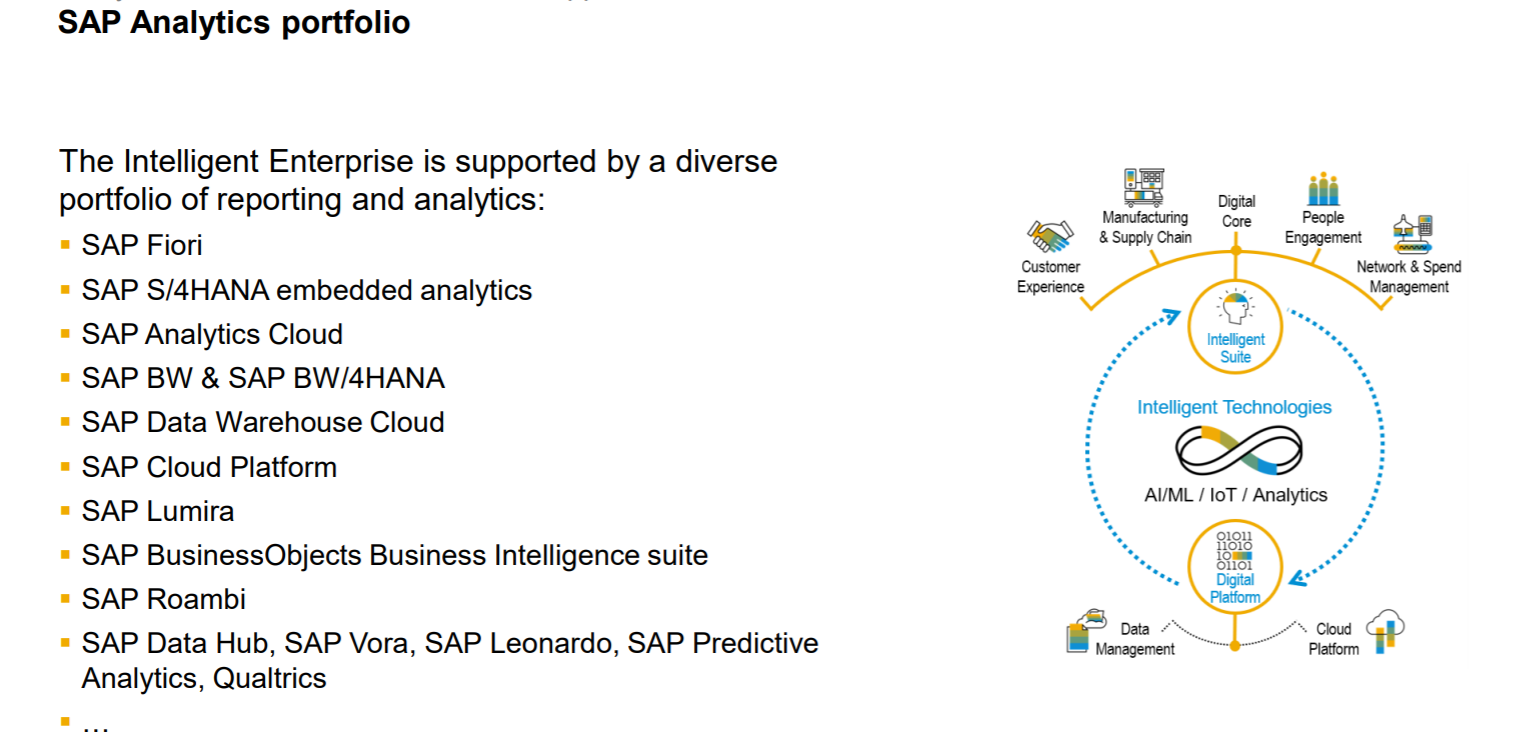 SAP Analytics portfolio
The Intelligent Enterprise is supported by a diverse
portfolio of reporting and analytics:
SAP Fiori
SAP S/4HANA embedded analytics
SAP Analytics Cloud
SAP BW & SAP BW/4HANA
SAP Data Warehouse Cloud
SAP Cloud Platform
SAP Lumira
SAP BusinessObjects Business Intelligence suite
SAP Roambi
SAP Data Hub, SAP Vora, SAP Leonardo, SAP Predictive
Analytics, Qualtrics
...
Customer
Experience
Manufacturing
& Supply Chain
Digital
Core
People
Engagement
Network & Spend
Management
Intelligent
Suite
Intelligent Technologies
AI/ML / IoT / Analytics
01011
11010
10
01101
Digital
Platform
Data
Management
Cloud
Platform